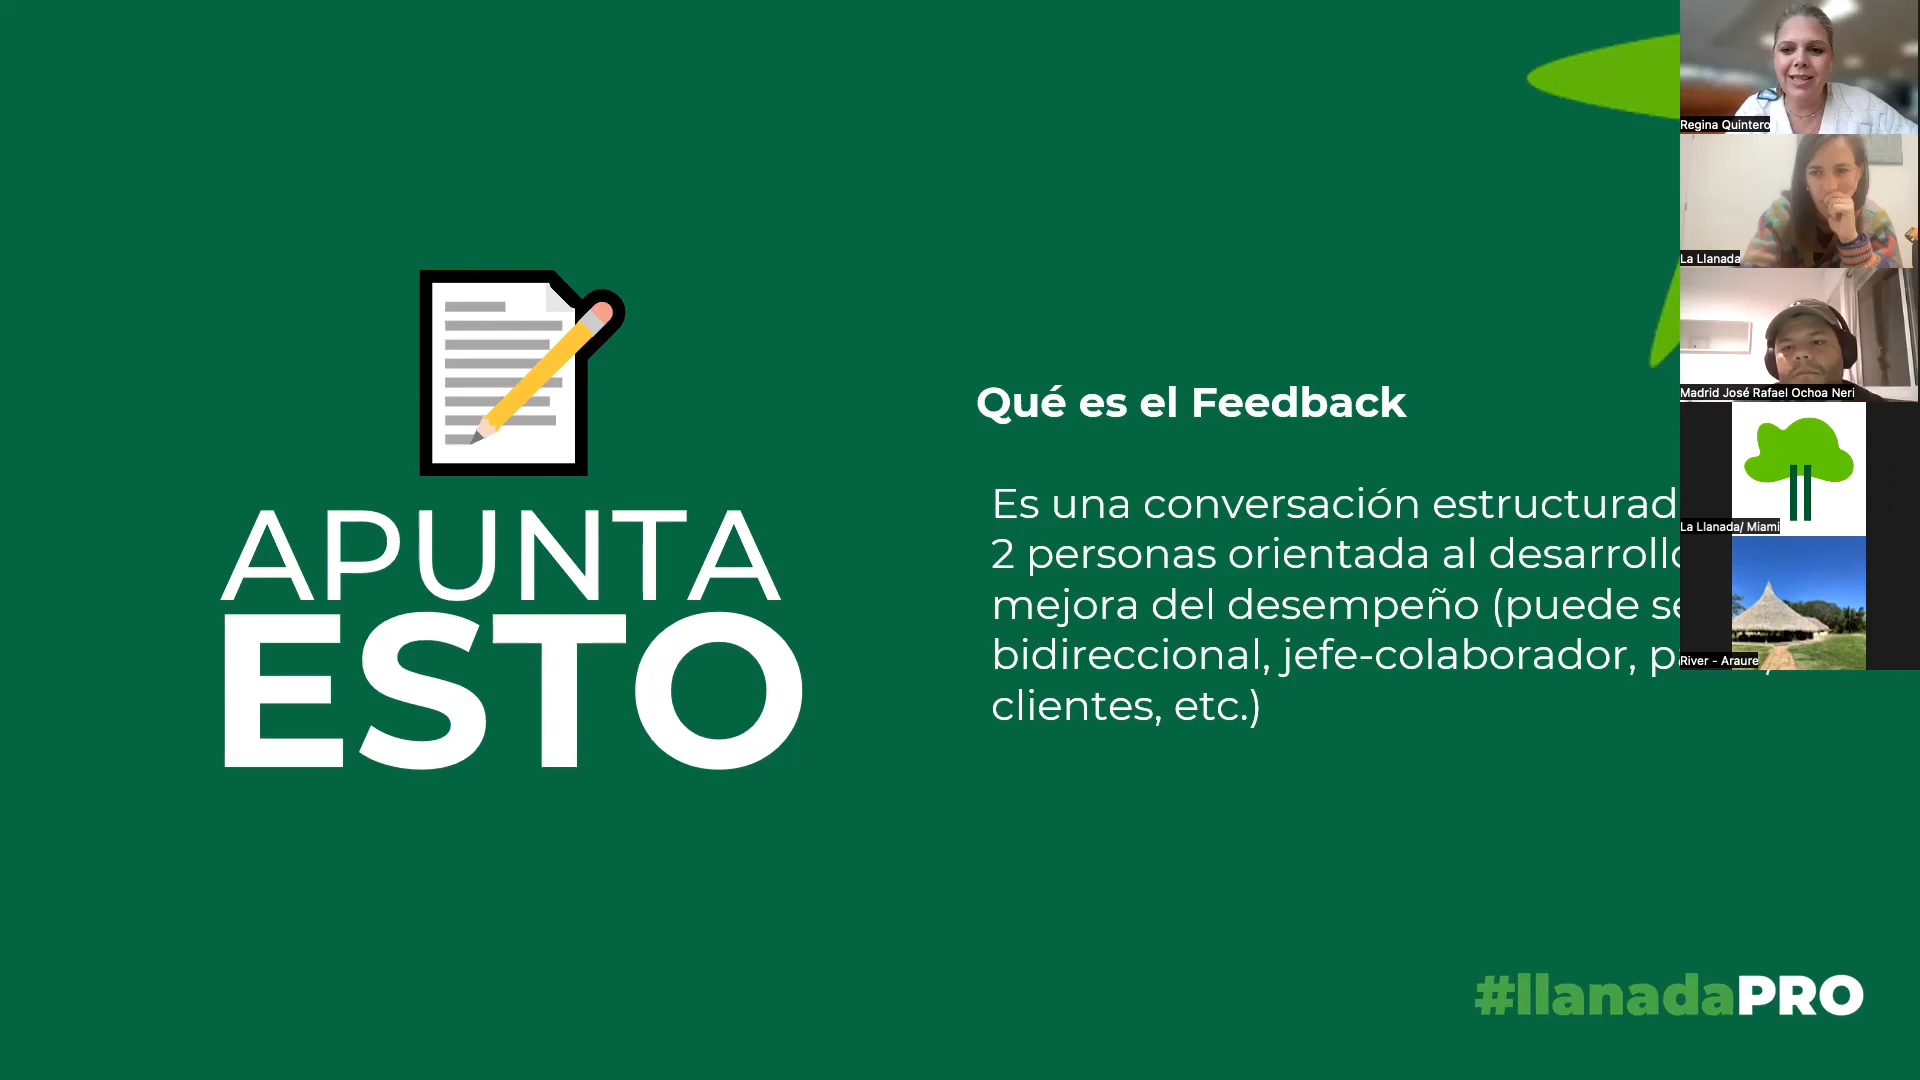 APUNTA
ESTO
Qué es el Feedback
Es una conversación estructurad
2 personas orientada al desarroll
mejora del desempeño (puede s
bidireccional, jefe-colaborador, p
clientes, etc.)
#llanadaPRO
Regina Quintero
La Llanada
Madrid José Rafael Ochoa Neri
La Llanada/ Miami
River - Araure